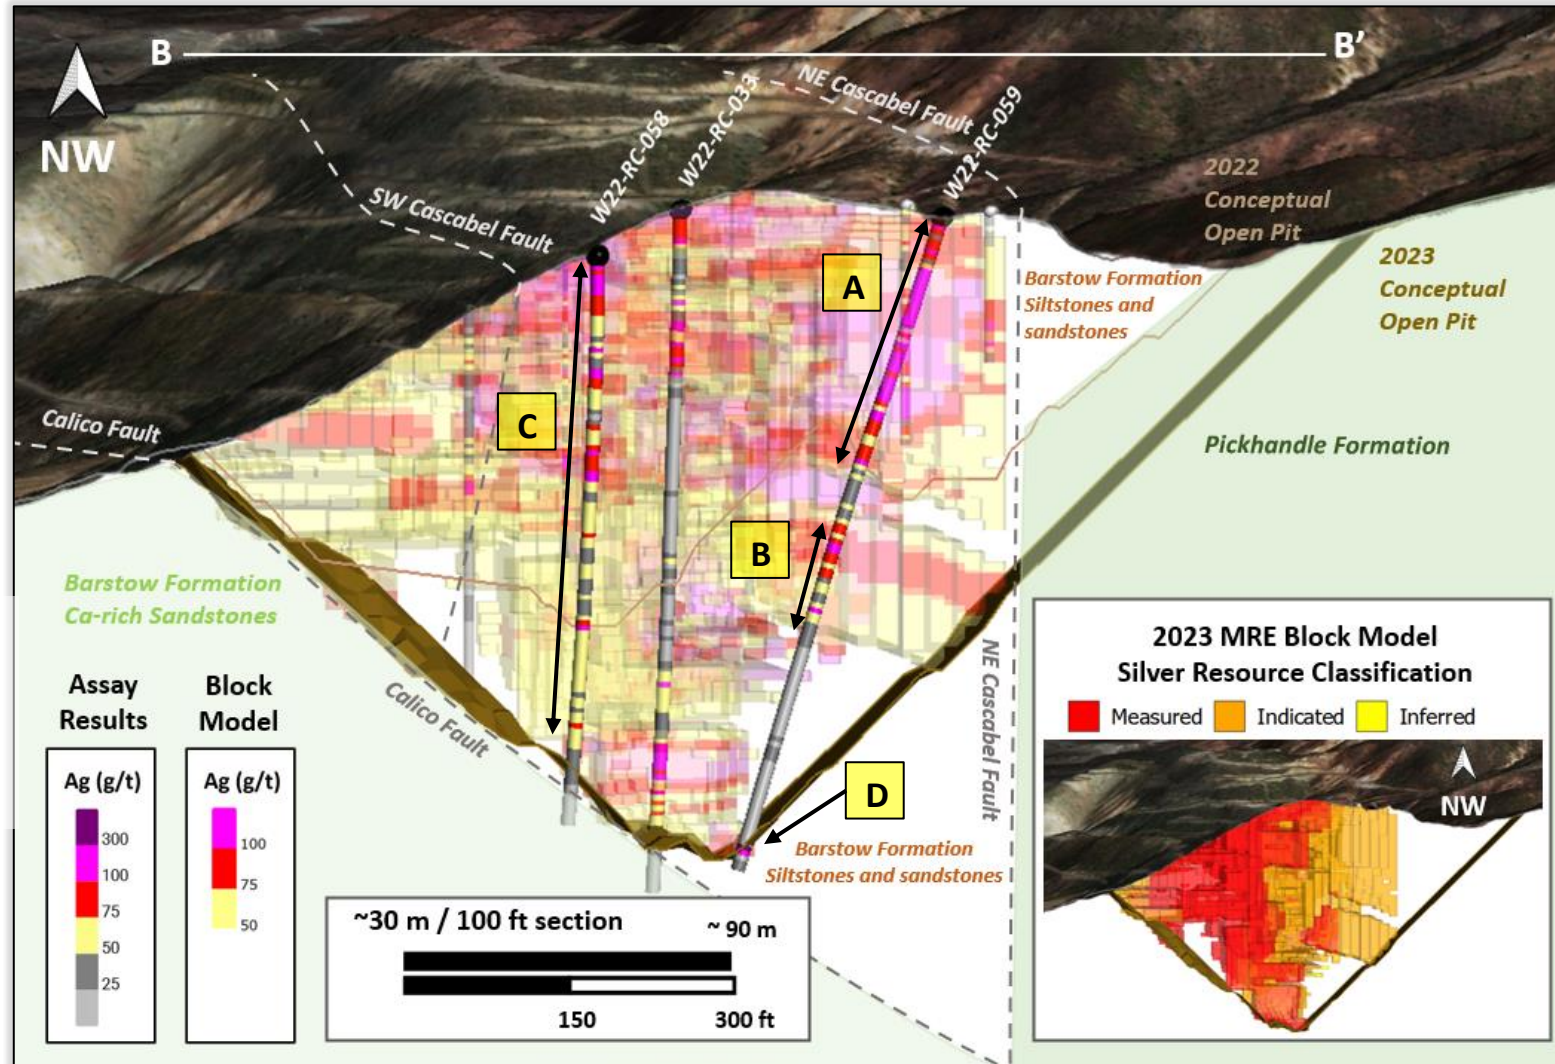 B
B'
NW
NE Cascabel Fault
W22-RC-058
W22-RC-033
W22-RC-059
SW Cascabel Fault
2022
Conceptual
Open Pit
2023
Conceptual
Open Pit
A
Barstow Formation
Siltstones and
sandstones
Calico Fault
C
Pickhandle Formation
B
Barstow Formation
Ca-rich Sandstones
Calico Fault
NE Cascabel Fault
D
Barstow Formation
Siltstones and sandstones
Assay
Results
Ag (g/t)
300
100
75
50
25
Block
Model
Ag (g/t)
100
75
50
~30 m / 100 ft section
~ 90 m
150
300 ft
2023 MRE Block Model
Silver Resource Classification
Measured
Indicated
Inferred
NW